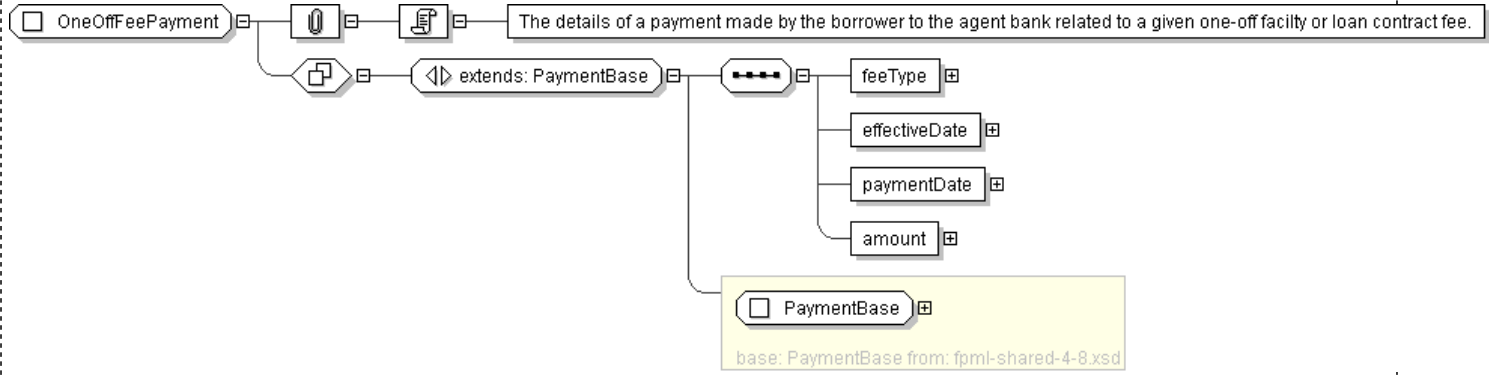 OneOffFeePayment
The details of a payment made by the borrower to the agent bank related to a given one-off facilty or loan contract fee.
extends: PaymentBase
feeType
effectiveDate
paymentDate
amount
PaymentBase
base: PaymentBase from: fpml-shared-4-8.xsd